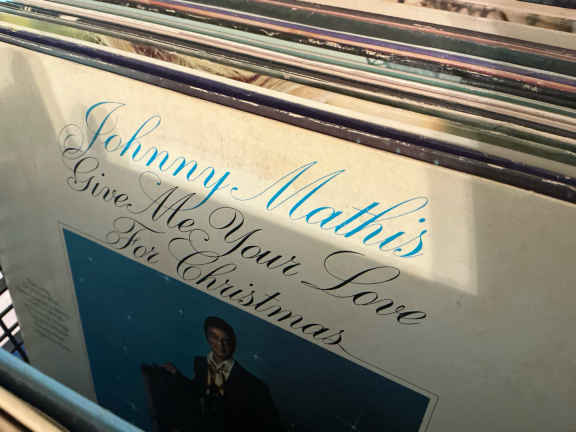 Johnny Mathis
Give Me Your Love
For Christmas